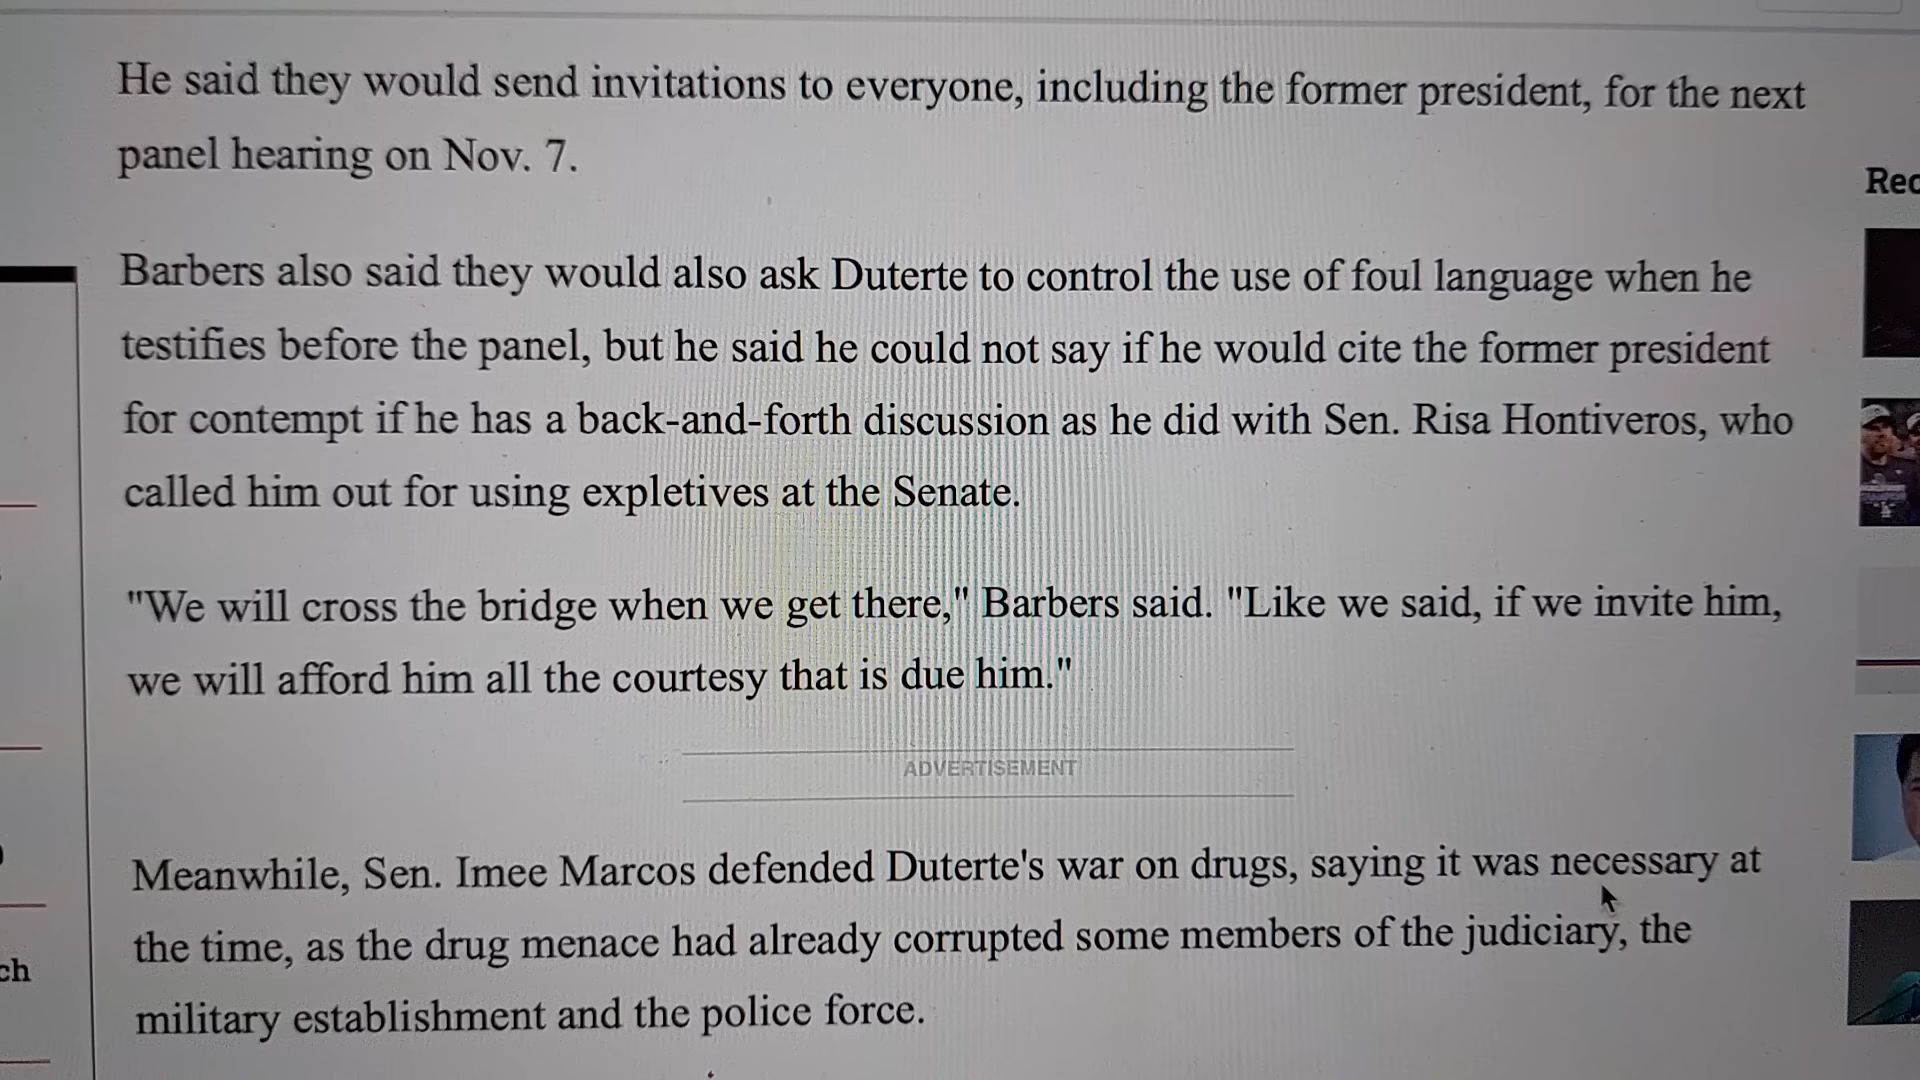 He said they would send invitations to everyone, including the former president, for the next
panel hearing on Nov. 7.
Barbers also said they would also ask Duterte to control the use of foul language when he
testifies before the panel, but he said he could not say if he would cite the former president
for contempt if he has a back-and-forth discussion as he did with Sen. Risa Hontiveros, who
called him out for using expletives at the Senate.
"We will cross the bridge when we get there," Barbers said. "Like we said, if we invite him,
we will afford him all the courtesy that is due him."
ADVERTISEMENT
Meanwhile, Sen. Imee Marcos defended Duterte's war on drugs, saying it was necessary at
the time, as the drug menace had already corrupted some members of the judiciary, the
military establishment and the police force.
Rec
ch